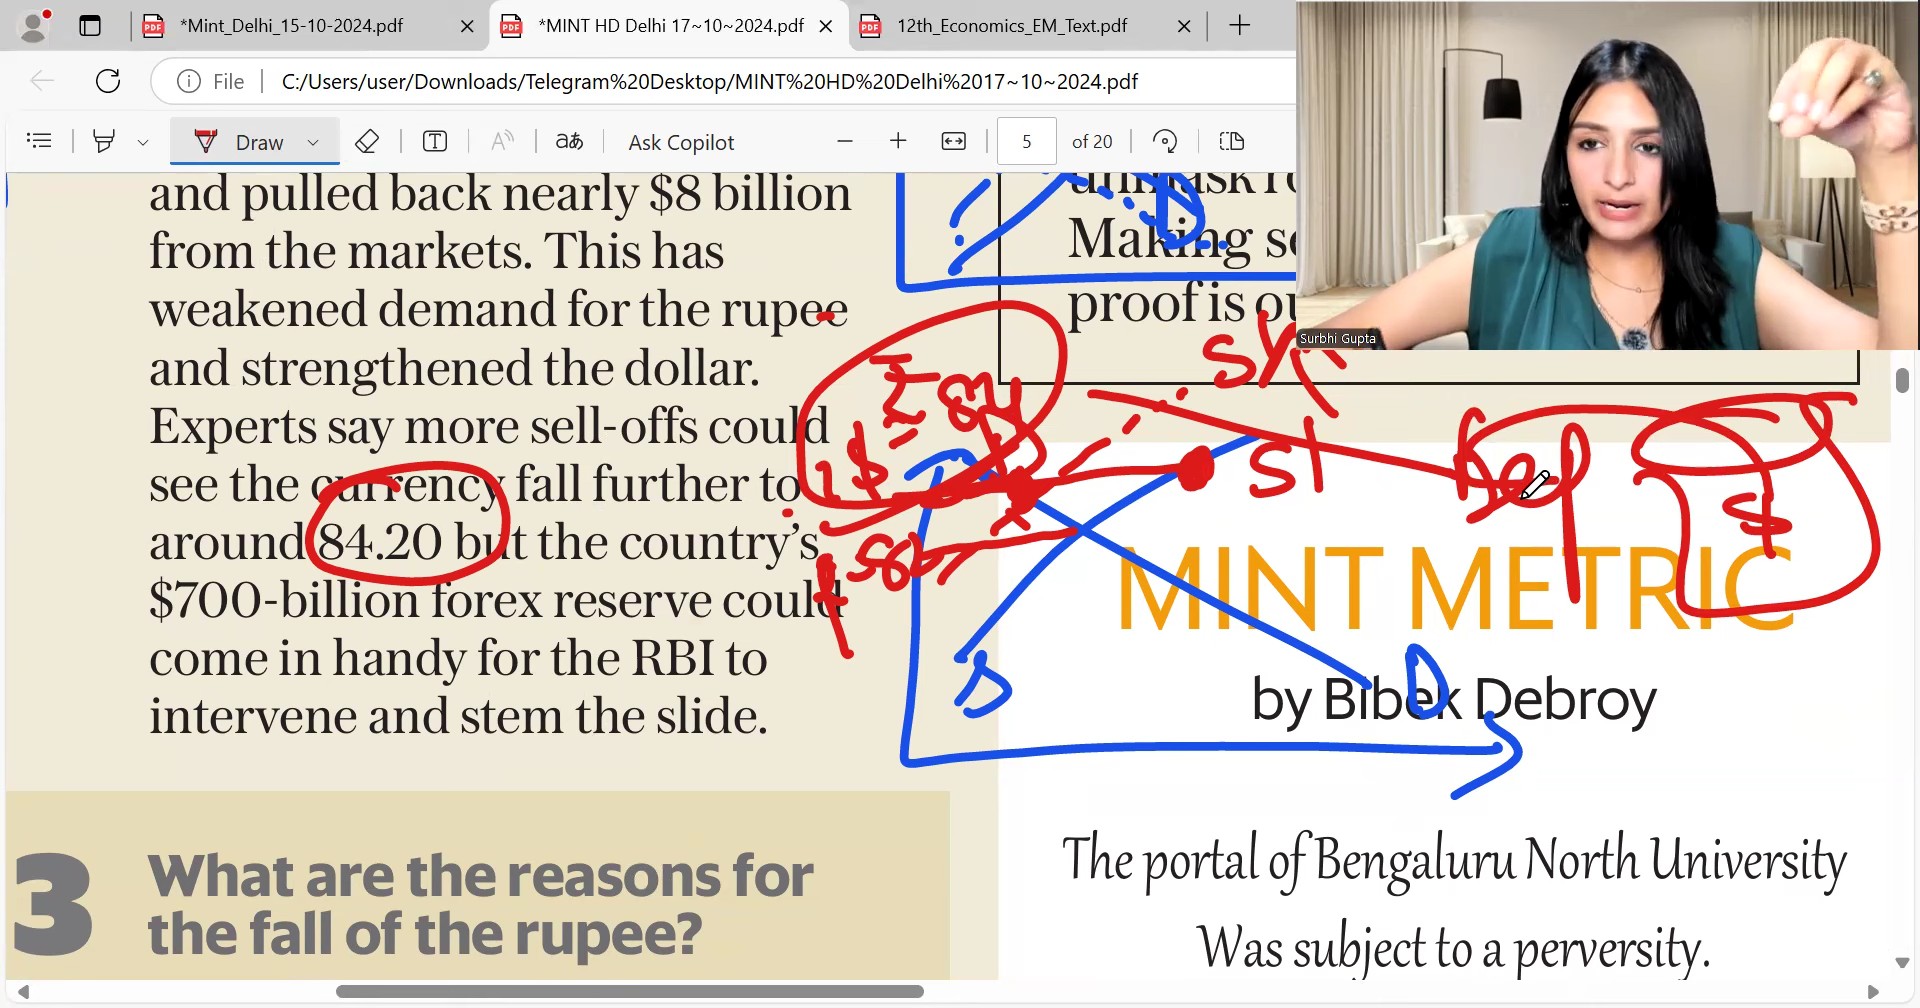 *Mint_Delhi_15-10-2024.pdf
*MINT HD Delhi 17~10~2024.pdf
12th_Economics_EM_Text.pdf
File
C:/Users/user/Downloads/Telegram%20Desktop/MINT%20HD%20Delhi%2017~10~2024.pdf
Draw
Ask Copilot
5
of 20
Surbhi Gupta
and pulled back nearly $8 billion
from the markets. This has
weakened demand for the rupee
and strengthened the dollar.
Experts say more sell-offs could
see the currency fall further to
around 84.20 but the country's
$700-billion forex reserve could
come in handy for the RBI to
intervene and stem the slide.
3
What are the reasons for
the fall of the rupee?
unmask
Making
proof is
1$
S1
$
S
D
MINT METRIC
by Bibek Debroy
The portal of Bengaluru North University
Was subject to a perversity.